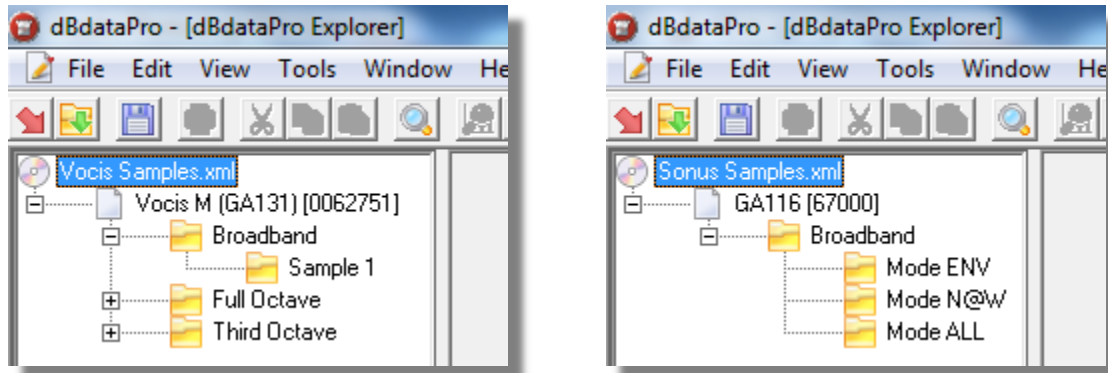 dBdataPro - [dBdataPro Explorer]
File Edit View Tools Window He
Vocis Samples.xml
Vocis M (GA131) [0062751]
Broadband
Sample 1
Full Octave
Third Octave
dBdataPro - [dBdataPro Explorer]
File Edit View Tools Window He
Sonus Samples.xml
GA116 [67000]
Broadband
Mode ENV
Mode N@W
Mode ALL